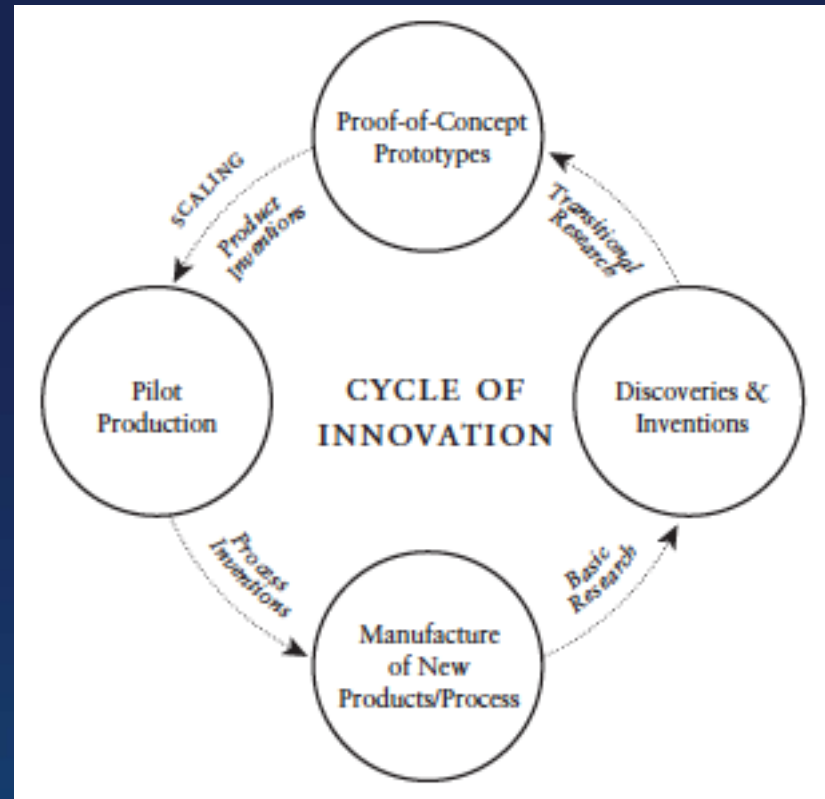 Proof-of-Concept
Prototypes
SCALING
Product
Inventions
Transitional
Research
Pilot
Production
CYCLE OF
INNOVATION
Discoveries &
Inventions
Process
Inventions
Basic
Research
Manufacture
of New
Products/Process